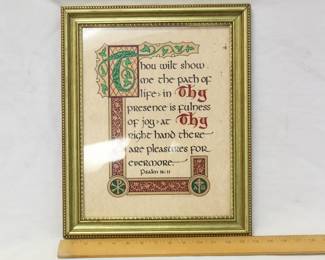 Thou wilt show
me the path of
life: in Thy
presence is fulness
of joy: at Thy
right hand there
are pleasures for
evermore.
Psalm 16:11